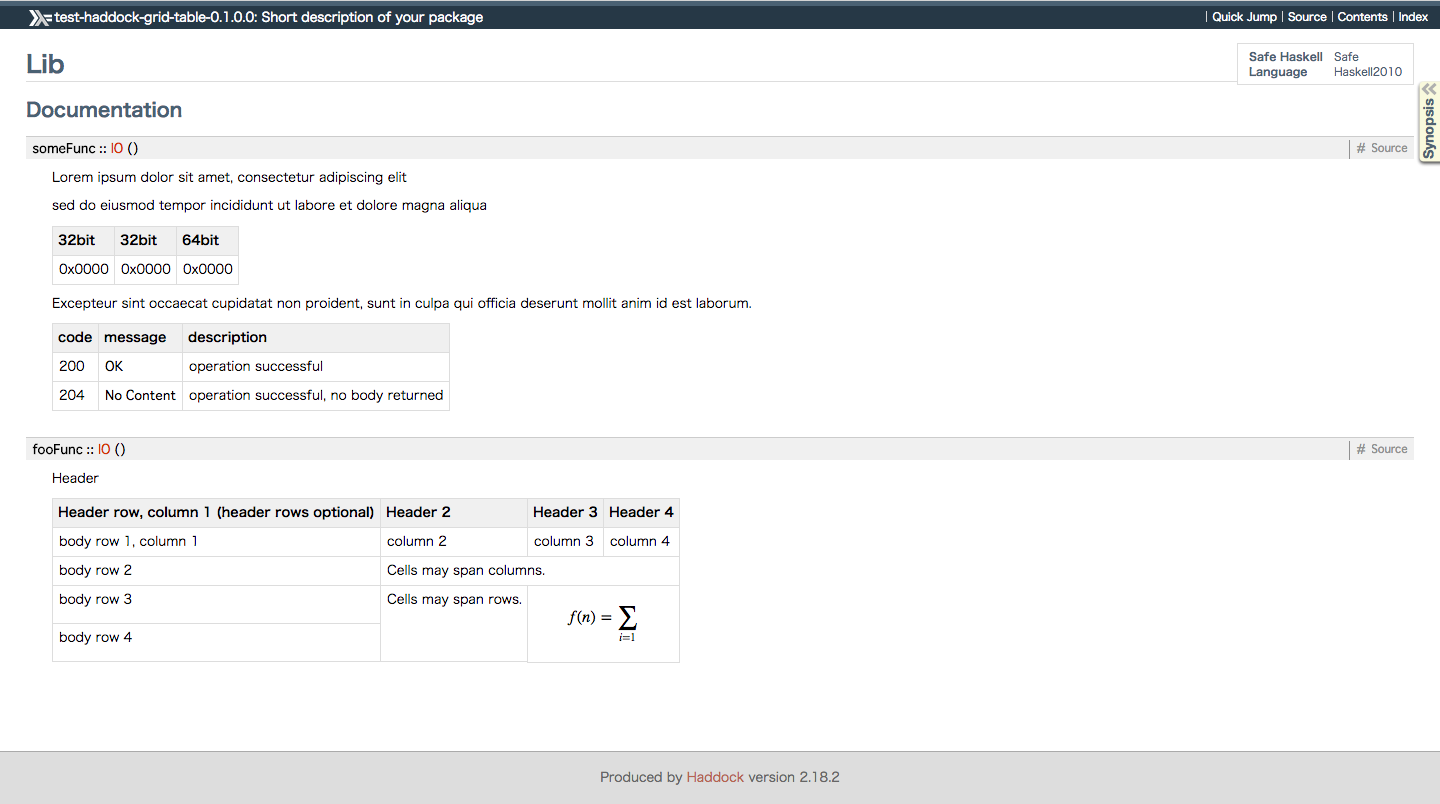 test-haddock-grid-table-0.1.0.0: Short description of your package
Quick Jump | Source | Contents | Index
Lib
Safe Haskell Safe
Language Haskell2010
Synopsis
Documentation
someFunc :: IO ()
# Source
Lorem ipsum dolor sit amet, consectetur adipiscing elit
sed do eiusmod tempor incididunt ut labore et dolore magna aliqua
32bit 32bit 64bit
0x0000 0x0000 0x0000
Excepteur sint occaecat cupidatat non proident, sunt in culpa qui officia deserunt mollit anim id est laborum.
code message description
200 OK operation successful
204 No Content operation successful, no body returned
fooFunc :: IO ()
# Source
Header
Header row, column 1 (header rows optional) Header 2 Header 3 Header 4
body row 1, column 1 column 2 column 3 column 4
body row 2 Cells may span columns.
body row 3 Cells may span rows. f(n) = ∑
i=1
body row 4
Produced by Haddock version 2.18.2